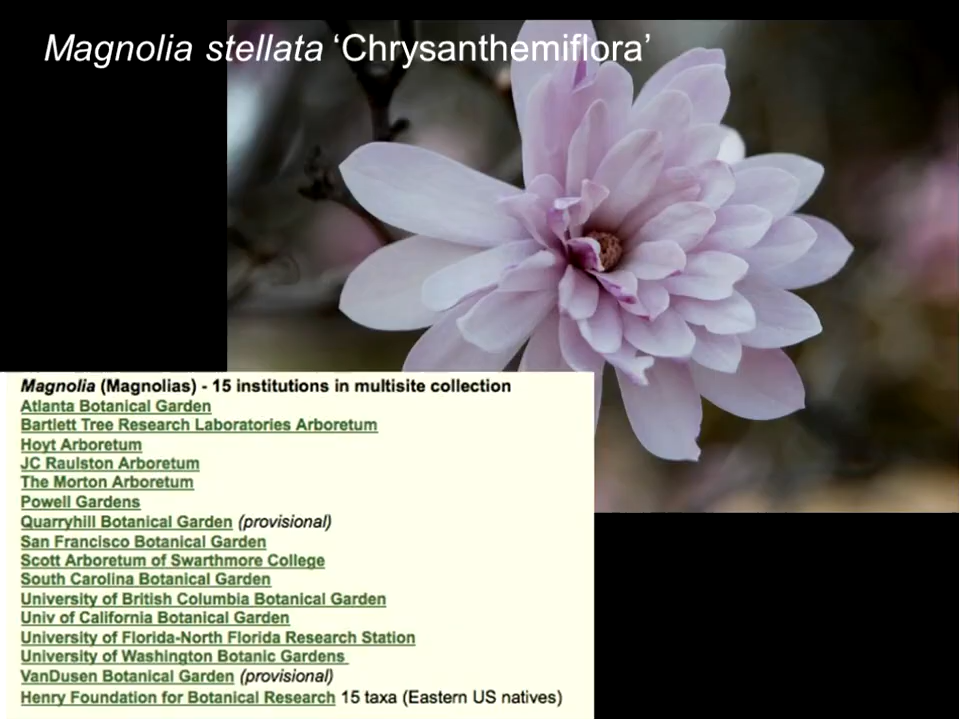 Magnolia stellata ‘Chrysanthemiflora’
Magnolia (Magnolias) - 15 institutions in multisite collection
Atlanta Botanical Garden
Bartlett Tree Research Laboratories Arboretum
Hoyt Arboretum
JC Raulston Arboretum
The Morton Arboretum
Powell Gardens
Quarryhill Botanical Garden (provisional)
San Francisco Botanical Garden
Scott Arboretum of Swarthmore College
South Carolina Botanical Garden
University of British Columbia Botanical Garden
Univ of California Botanical Garden
University of Florida-North Florida Research Station
University of Washington Botanic Gardens
VanDusen Botanical Garden (provisional)
Henry Foundation for Botanical Research 15 taxa (Eastern US natives)